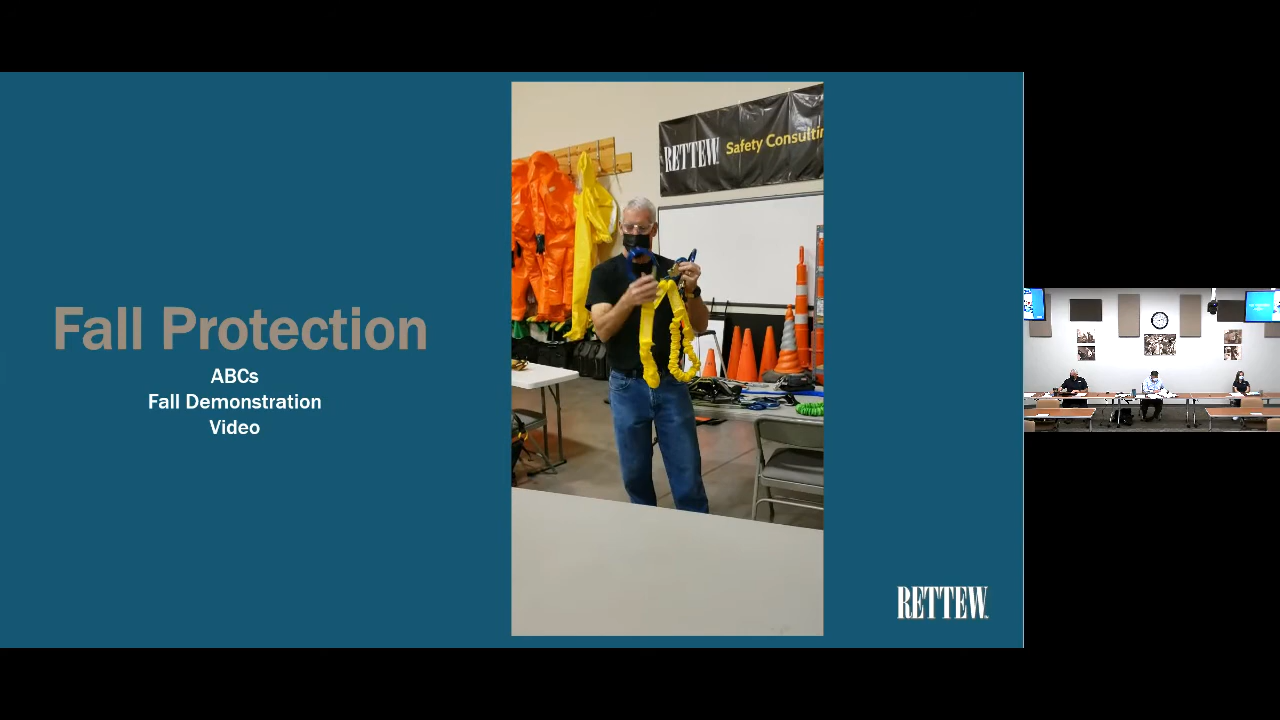 Fall Protection
ABCs
Fall Demonstration
Video
RETTEW
Safety Consultin
RETTEW